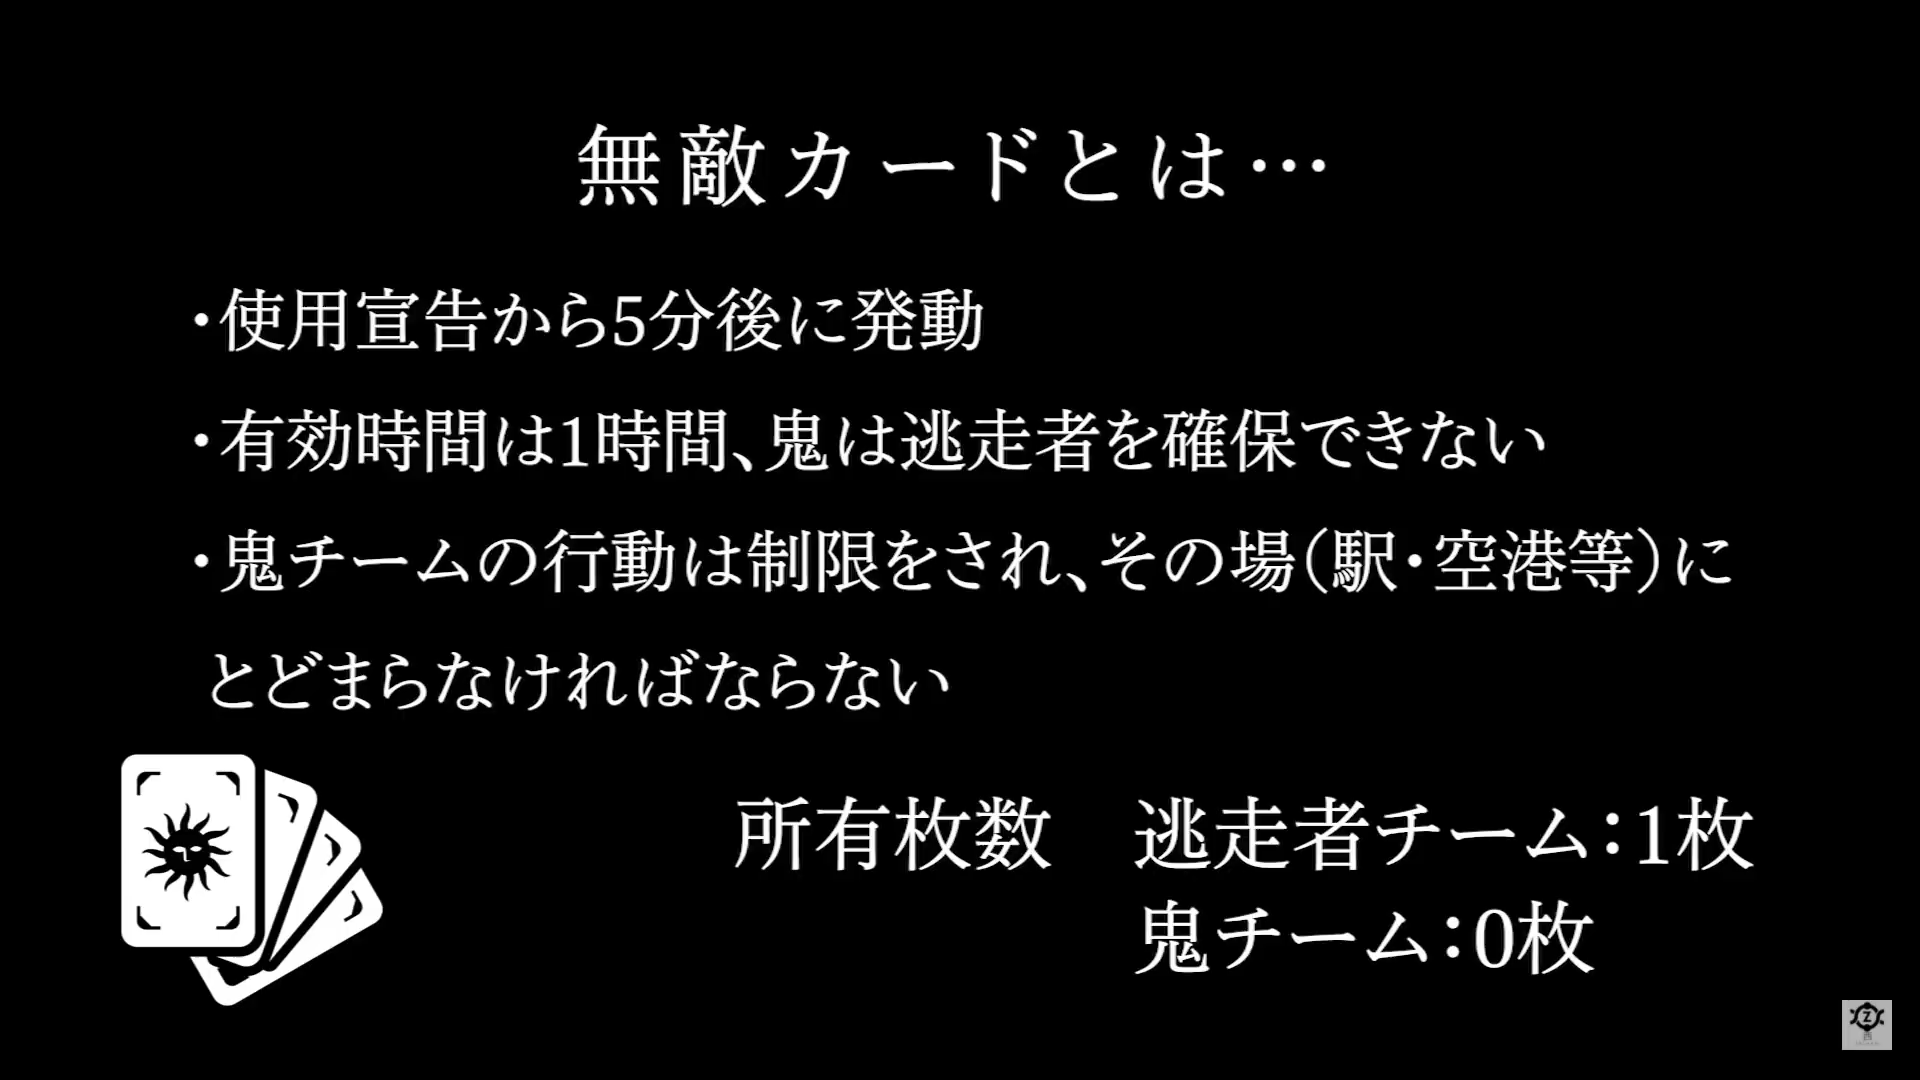 無敵カードとは…
・使用宣告から5分後に発動
・有効時間は1時間、鬼は逃走者を確保できない
・鬼チームの行動は制限をされ、その場（駅・空港等）に
とどまらなければならない
所有枚数　逃走者チーム：1枚
鬼チーム：0枚
Z
西